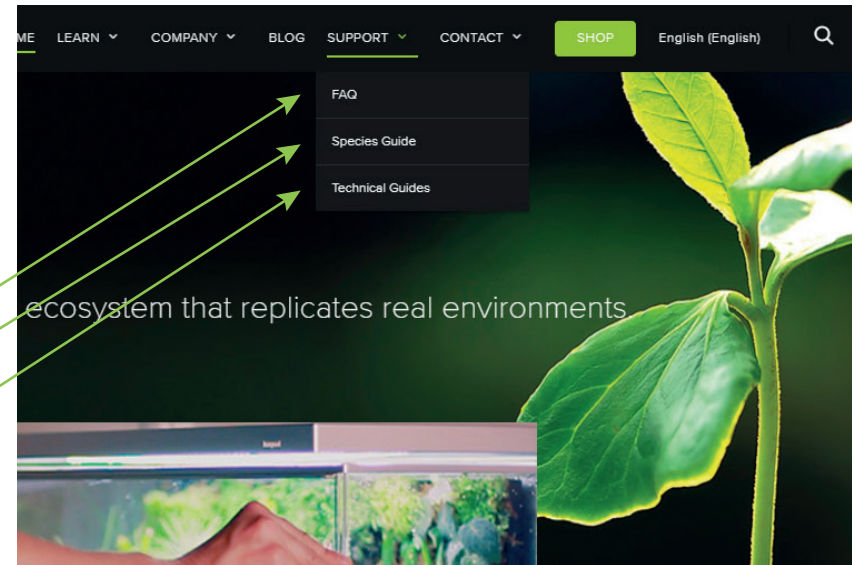 ME LEARN COMPANY BLOG SUPPORT CONTACT SHOP English (English)
FAQ
Species Guide
Technical Guides
ecosystem that replicates real environments.